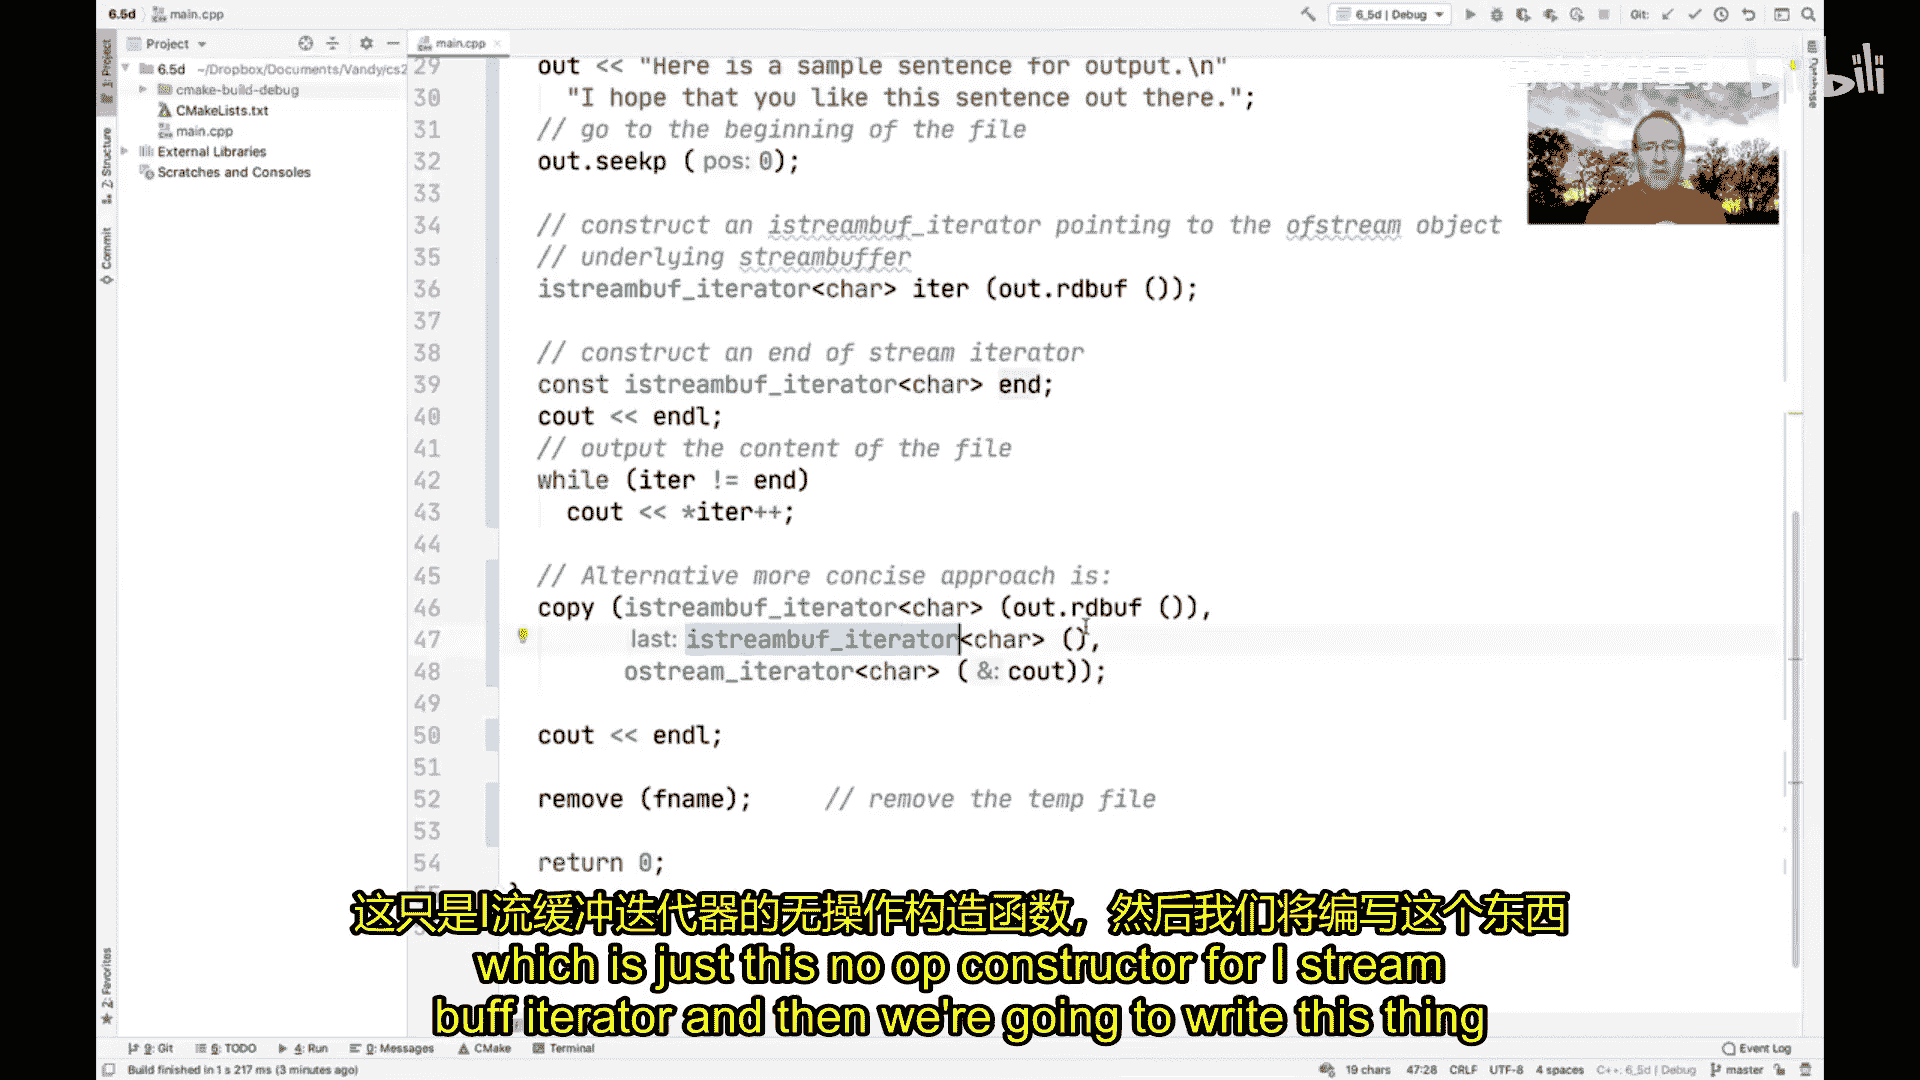 6.5d main.cpp 6_5d | Debug Git:
Project main.cpp
1: Project
6.5d ~/Dropbox/Documents/Vandy/cs2
cmake-build-debug
CMakeLists.txt
main.cpp
External Libraries
Scratches and Consoles
Z: Structure
Commit
2: Favorites
29 out << "Here is a sample sentence for output.\n"
30 "I hope that you like this sentence out there.";
31 // go to the beginning of the file
32 out.seekp ( pos: 0);
33
34 // construct an istreambuf_iterator pointing to the ofstream object
35 // underlying streambuffer
36 istreambuf_iterator<char> iter (out.rdbuf ());
37
38 // construct an end of stream iterator
39 const istreambuf_iterator<char> end;
40 cout << endl;
41 // output the content of the file
42 while (iter != end)
43 cout << *iter++;
44
45 // Alternative more concise approach is:
46 copy (istreambuf_iterator<char> (out.rdbuf ()),
47 last: istreambuf_iterator<char> (),
48 ostream_iterator<char> ( &: cout));
49
50 cout << endl;
51
52 remove (fname); // remove the temp file
53
54 return 0;
bilibili
这只是I流缓冲迭代器的无操作构造函数，然后我们将编写这个东西
which is just this no op constructor for I stream
buff iterator and then we're going to write this thing
9: Git 6: TODO 4: Run 0: Messages CMake Terminal Event Log
Build finished in 1 s 217 ms (3 minutes ago) 19 chars 47:28 CRLF UTF-8 4 spaces C++: 6_5d | Debug master